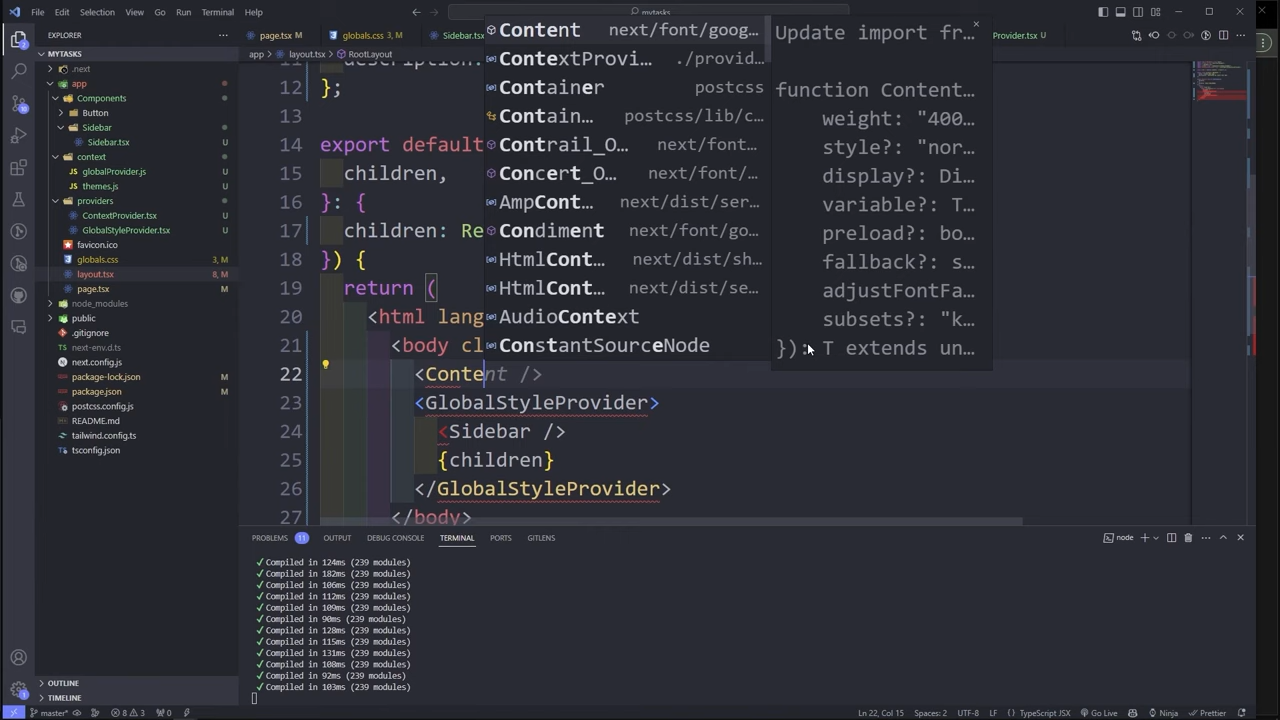 File Edit Selection View Go Run Terminal Help
mytasks
EXPLORER
MYTASKS
.next
app
Components
Button
Sidebar
Sidebar.tsx U
context
globalProvider.js U
themes.js U
providers
ContextProvider.tsx U
GlobalStyleProvider.tsx U
favicon.ico
globals.css 3, M
layout.tsx 8, M
page.tsx M
node_modules
public
.gitignore
next-env.d.ts
next.config.js
package-lock.json M
package.json M
postcss.config.js
README.md
tailwind.config.ts
tsconfig.json
OUTLINE
TIMELINE
page.tsx M globals.css 3, M Sidebar.tsx Provider.tsx U
app > layout.tsx > RootLayout
11
12 };
13
14 export default
15 children,
16 }: {
17 children: Re
18 }) {
19 return (
20 <html lang
21 <body cl
22 <Content />
23 <GlobalStyleProvider>
24 <Sidebar />
25 {children}
26 </GlobalStyleProvider>
27 </body>
Content next/font/goog…
ContextProvi… ./provid…
Container postcss
Contain… postcss/lib/c…
Contrail_O… next/font…
Concert_O… next/font/…
AmpCont… next/dist/ser…
Condiment next/font/go…
HtmlCont… next/dist/sh…
HtmlCont… next/dist/se…
AudioContext
ConstantSourceNode
Update import fr…
function Content…
weight: "400…
style?: "nor…
display?: Di…
variable?: T…
preload?: bo…
fallback?: s…
adjustFontFa…
subsets?: "k…
}): T extends un…
PROBLEMS 11 OUTPUT DEBUG CONSOLE TERMINAL PORTS GITLENS
node
✓ Compiled in 124ms (239 modules)
✓ Compiled in 182ms (239 modules)
✓ Compiled in 106ms (239 modules)
✓ Compiled in 112ms (239 modules)
✓ Compiled in 109ms (239 modules)
✓ Compiled in 90ms (239 modules)
✓ Compiled in 128ms (239 modules)
✓ Compiled in 115ms (239 modules)
✓ Compiled in 131ms (239 modules)
✓ Compiled in 108ms (239 modules)
✓ Compiled in 92ms (239 modules)
✓ Compiled in 103ms (239 modules)
master* 8 3 0 Ln 22, Col 15 Spaces: 2 UTF-8 LF TypeScript JSX Go Live Ninja Prettier